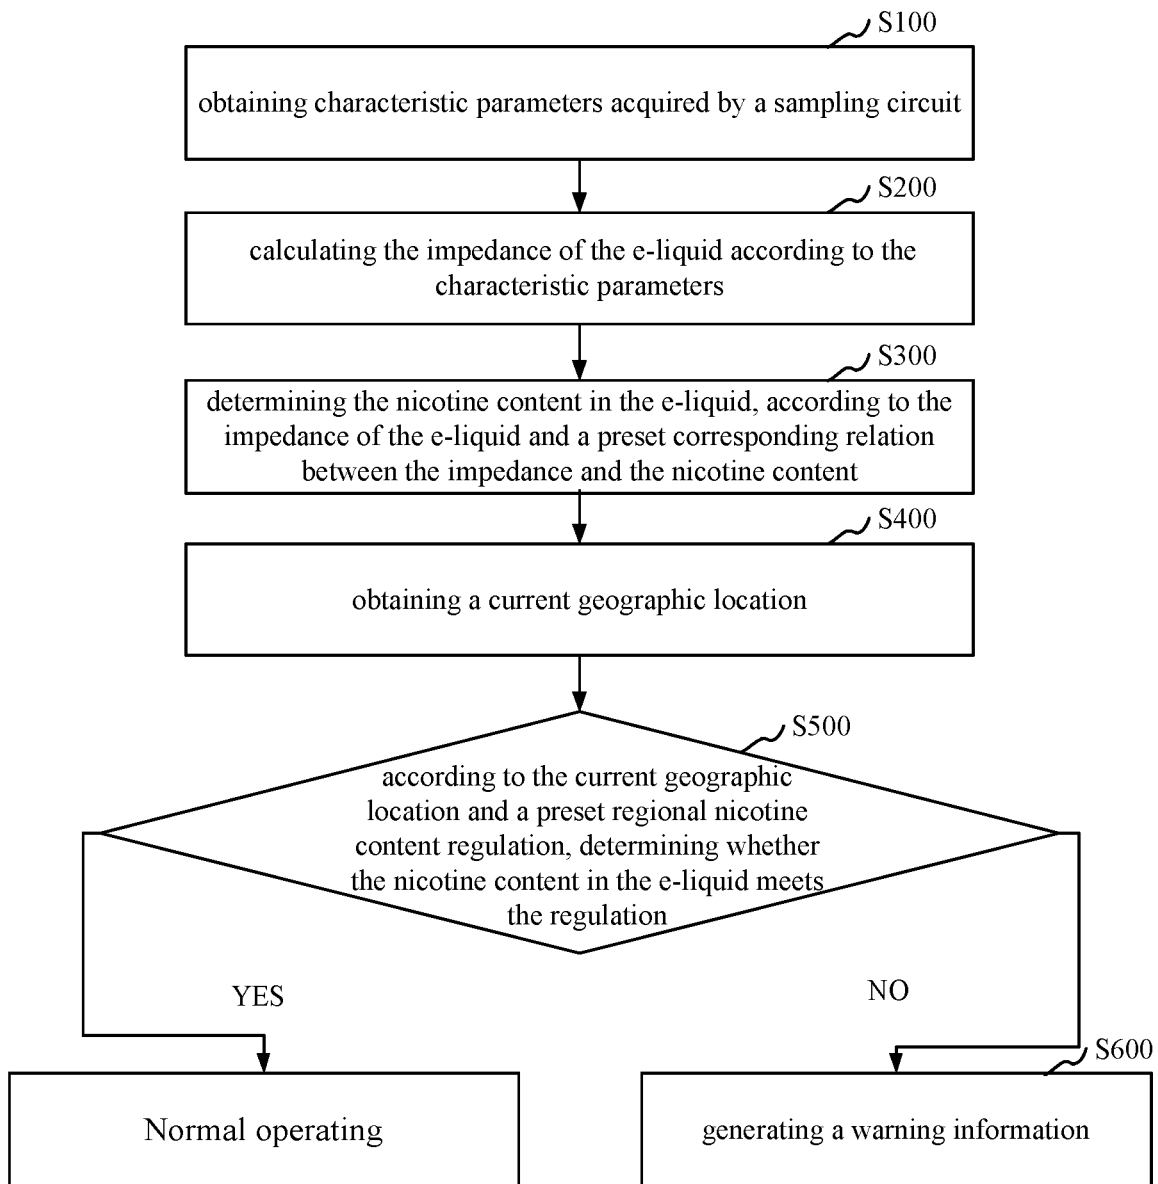 S100
obtaining characteristic parameters acquired by a sampling circuit
S200
calculating the impedance of the e-liquid according to the
characteristic parameters
S300
determining the nicotine content in the e-liquid, according to the
impedance of the e-liquid and a preset corresponding relation
between the impedance and the nicotine content
S400
obtaining a current geographic location
S500
according to the current geographic
location and a preset regional nicotine
content regulation, determining whether
the nicotine content in the e-liquid meets
the regulation
YES
NO
S600
Normal operating
generating a warning information